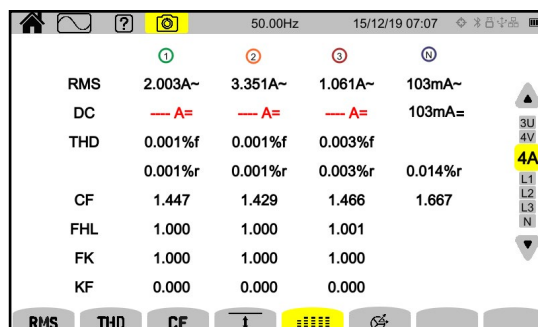 ? 50.00Hz 15/12/19 07:07
1 2 3 N
RMS 2.003A~ 3.351A~ 1.061A~ 103mA~
DC ---- A= ---- A= ---- A= 103mA=
THD 0.001%f 0.001%f 0.003%f
0.001%r 0.001%r 0.003%r 0.014%r
CF 1.447 1.429 1.466 1.667
FHL 1.000 1.000 1.001
FK 1.000 1.000 1.000
KF 0.000 0.000 0.000
3U
4V
4A
L1
L2
L3
N
RMS THD CF